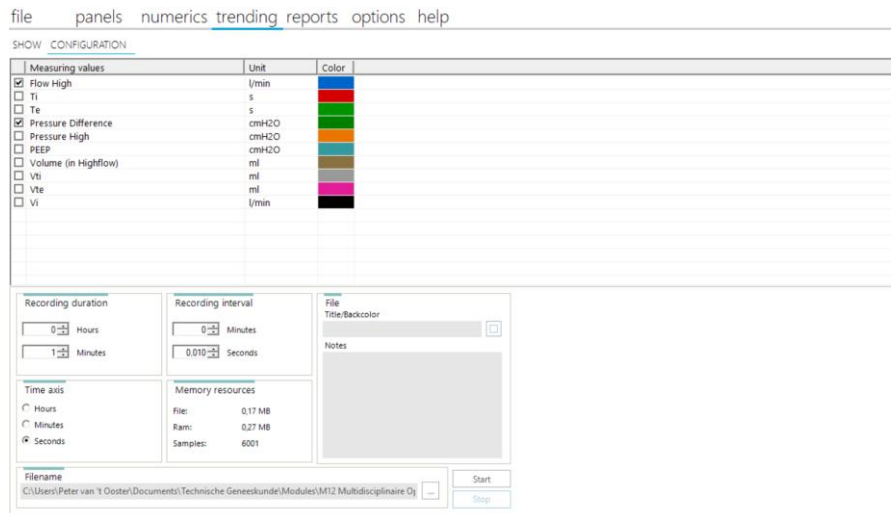 file panels numerics trending reports options help
SHOW CONFIGURATION
Measuring values Unit Color
Flow High l/min
Ti s
Te s
Pressure Difference cmH2O
Pressure High cmH2O
PEEP cmH2O
Volume (in Highflow) ml
Vti ml
Vte ml
Vi l/min
Recording duration
0 Hours
1 Minutes
Recording interval
0 Minutes
0,010 Seconds
File
Title/Backcolor
Notes
Time axis
Hours
Minutes
Seconds
Memory resources
File: 0,17 MB
Ram: 0,27 MB
Samples: 6001
Filename
C:\Users\Peter van 't Ooster\Documents\Technische Geneeskunde\Modules\M12 Multidisciplinaire Op
...
Start
Stop